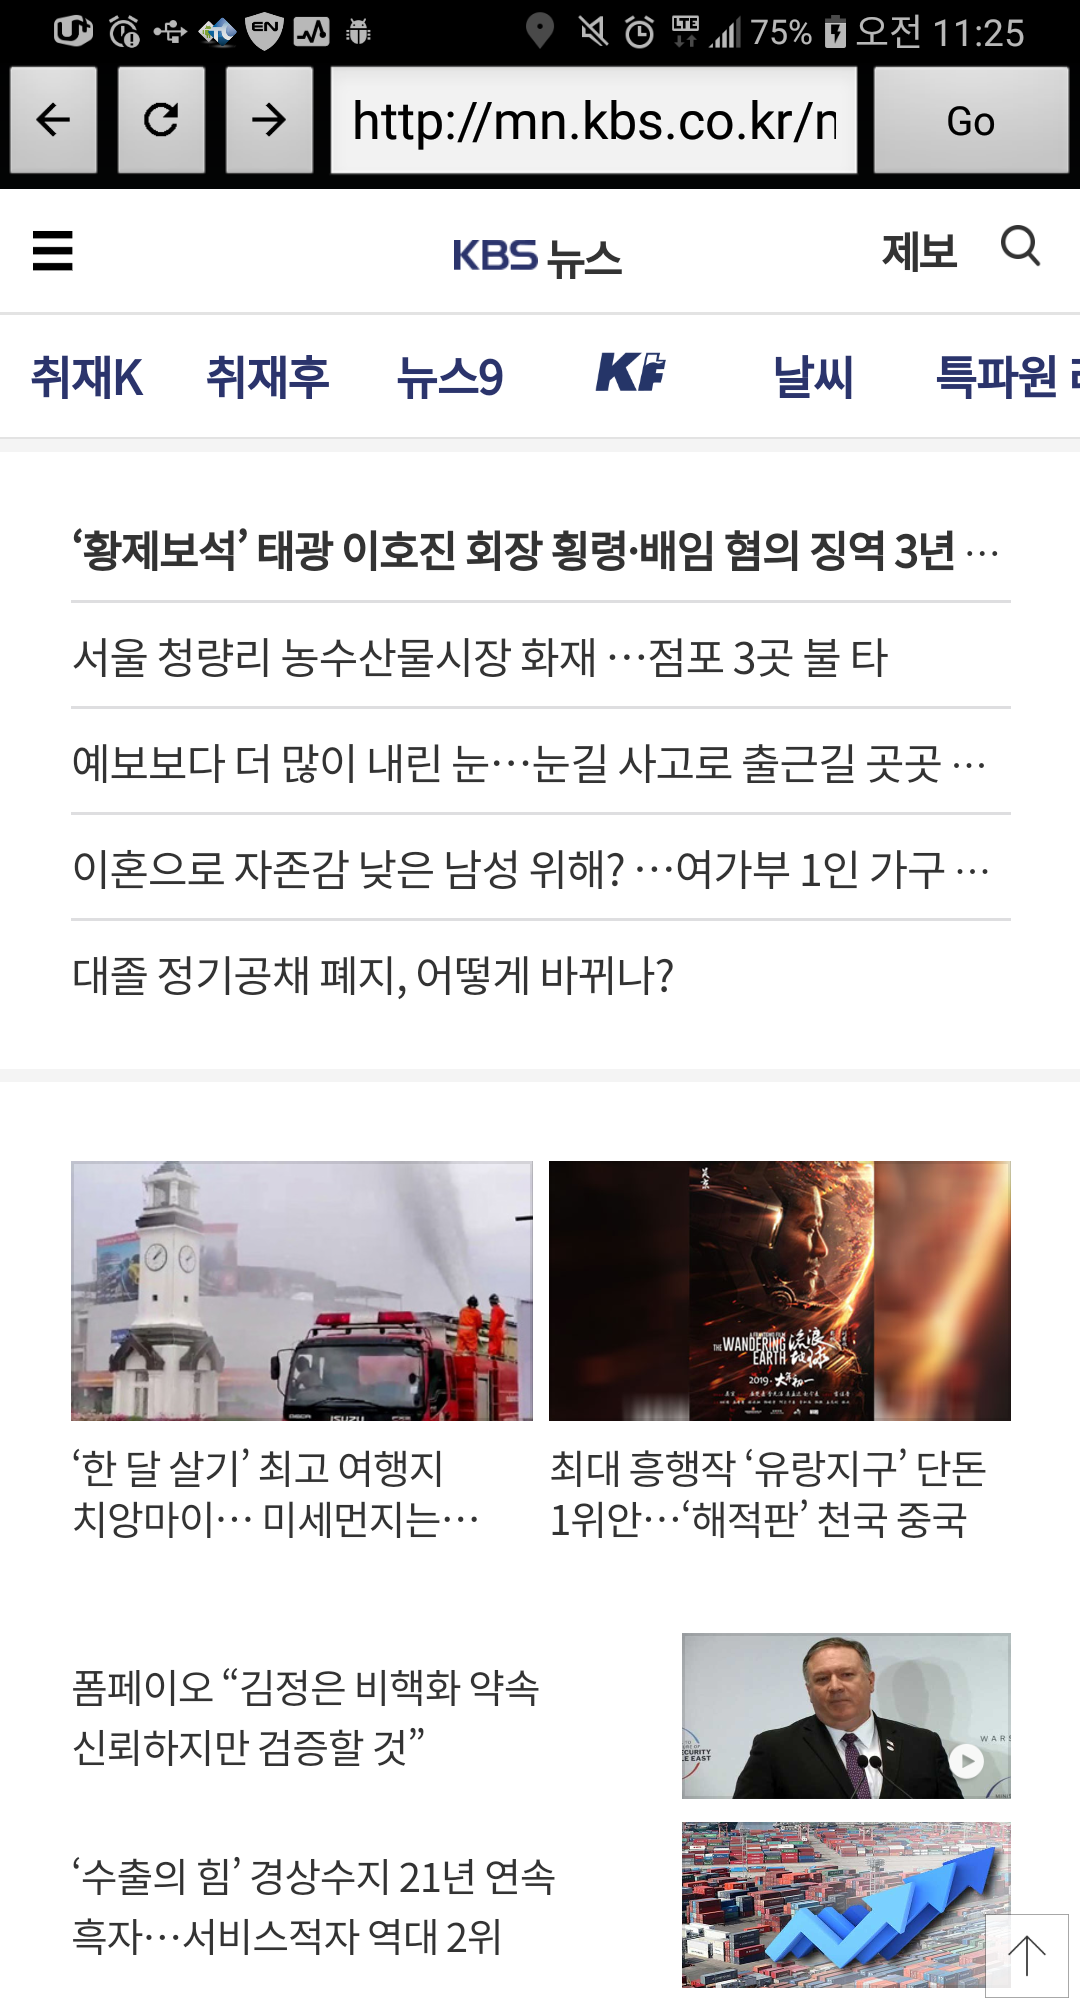 EN
LTE
75%
오전 11:25
http://mn.kbs.co.kr/n
Go
KBS 뉴스
제보
취재K
취재후
뉴스9
KF
날씨
특파원
‘황제보석’ 태광 이호진 회장 횡령·배임 혐의 징역 3년 …
서울 청량리 농수산물시장 화재 …점포 3곳 불 타
예보보다 더 많이 내린 눈…눈길 사고로 출근길 곳곳 …
이혼으로 자존감 낮은 남성 위해? …여가부 1인 가구 …
대졸 정기공채 폐지, 어떻게 바뀌나?
ISUZU
吴京
THE WANDERING EARTH
流浪地球
2019·大年初一
‘한 달 살기’ 최고 여행지
치앙마이… 미세먼지는…
최대 흥행작 ‘유랑지구’ 단돈
1위안…‘해적판’ 천국 중국
폼페이오 “김정은 비핵화 약속
신뢰하지만 검증할 것”
WARS
‘수출의 힘’ 경상수지 21년 연속
흑자…서비스적자 역대 2위